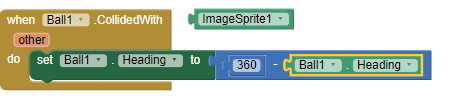 when Ball1 .CollidedWith ImageSprite1
other
do set Ball1 . Heading to 360 - Ball1 . Heading